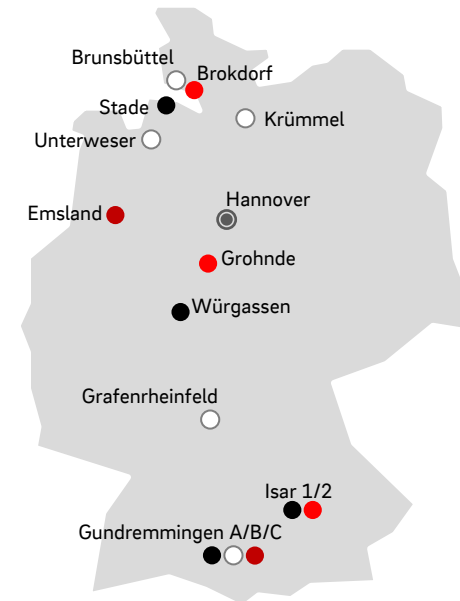 Brunsbüttel
Brokdorf
Stade
Krümmel
Unterweser
Hannover
Emsland
Grohnde
Würgassen
Grafenrheinfeld
Isar 1/2
Gundremmingen A/B/C